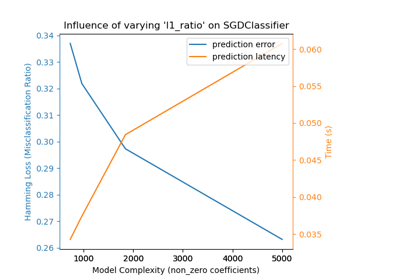 Influence of varying 'l1_ratio' on SGDClassifier
prediction error
prediction latency
Hamming Loss (Misclassification Ratio)
0.34
0.33
0.32
0.31
0.30
0.29
0.28
0.27
0.26
0.060
0.055
0.050
0.045
0.040
0.035
Time (s)
1000 2000 3000 4000 5000
Model Complexity (non_zero coefficients)